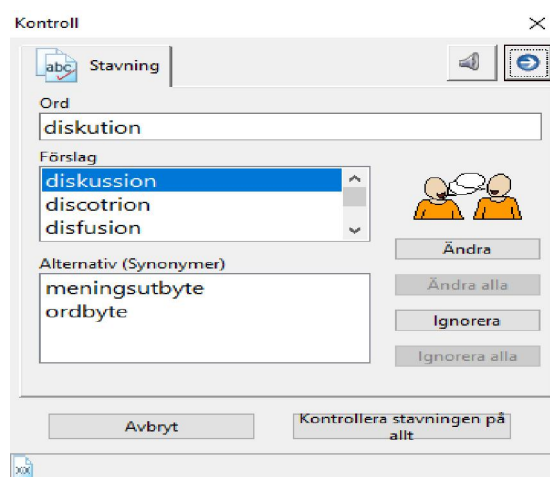 Kontroll
abc
Stavning
Ord
diskution
Förslag
diskussion
discotrion
disfusion
Alternativ (Synonymer)
meningsutbyte
ordbyte
Ändra
Ändra alla
Ignorera
Ignorera alla
Avbryt
Kontrollera stavningen på
allt